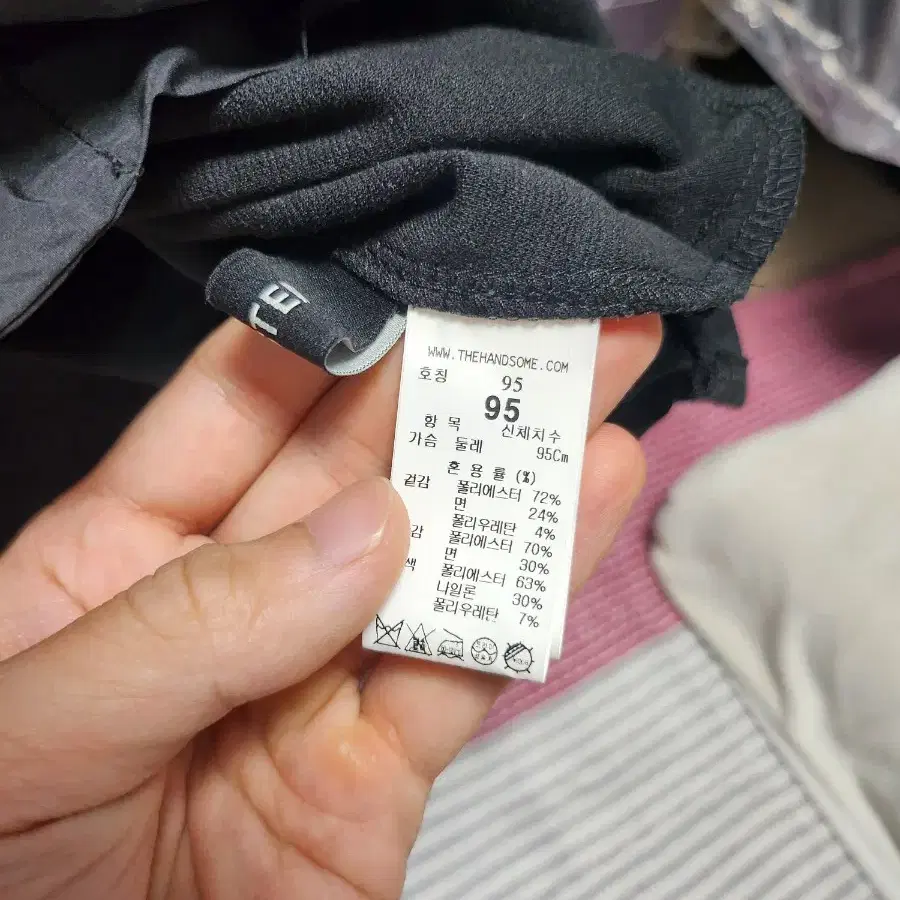 TE
WWW.THEHANDSOME.COM
호칭 95
95
항 목 신체치수
가슴 둘레 95Cm
혼 용 률 (%)
겉감 폴리에스터 72%
면 24%
폴리우레탄 4%
감 폴리에스터 70%
면 30%
색 폴리에스터 63%
나일론 30%
폴리우레탄 7%